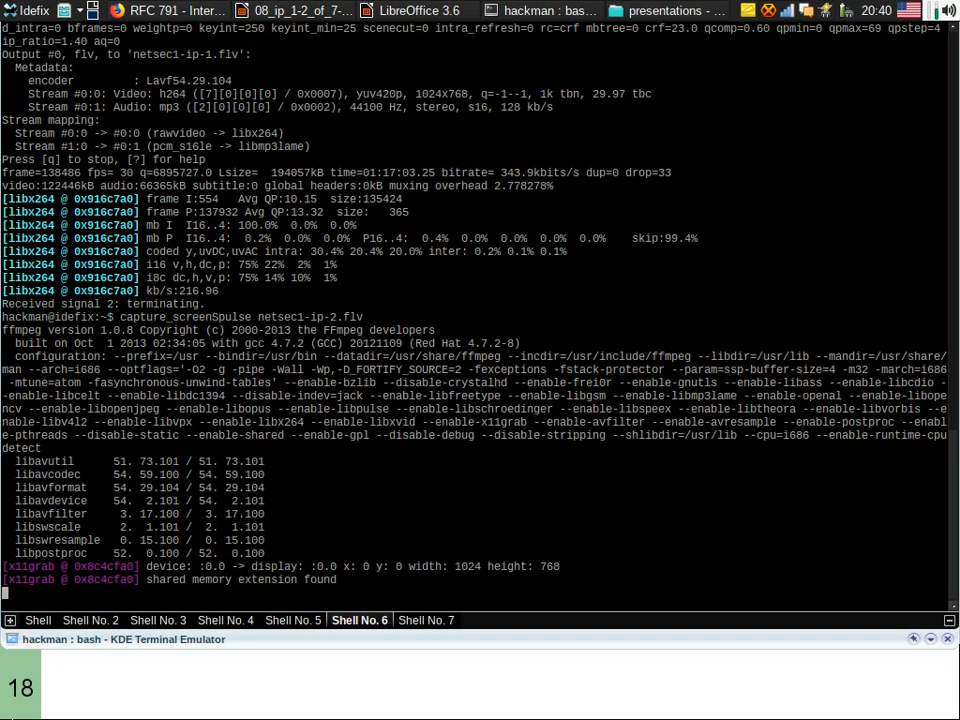 Idefix RFC 791 - Inter... 08_ip_1-2_of_7-... LibreOffice 3.6 hackman : bas... presentations - ... 20:40
d_intra=0 bframes=0 weightp=0 keyint=250 keyint_min=25 scenecut=0 intra_refresh=0 rc=crf mbtree=0 crf=23.0 qcomp=0.60 qpmin=0 qpmax=69 qpstep=4
ip_ratio=1.40 aq=0
Output #0, flv, to 'netsec1-ip-1.flv':
Metadata:
encoder : Lavf54.29.104
Stream #0:0: Video: h264 ([7][0][0][0] / 0x0007), yuv420p, 1024x768, q=-1--1, 1k tbn, 29.97 tbc
Stream #0:1: Audio: mp3 ([2][0][0][0] / 0x0002), 44100 Hz, stereo, s16, 128 kb/s
Stream mapping:
Stream #0:0 -> #0:0 (rawvideo -> libx264)
Stream #1:0 -> #0:1 (pcm_s16le -> libmp3lame)
Press [q] to stop, [?] for help
frame=138486 fps= 30 q=6895727.0 Lsize= 194057kB time=01:17:03.25 bitrate= 343.9kbits/s dup=0 drop=33
video:122446kB audio:66365kB subtitle:0 global headers:0kB muxing overhead 2.778278%
[libx264 @ 0x916c7a0] frame I:554 Avg QP:10.15 size:135424
[libx264 @ 0x916c7a0] frame P:137932 Avg QP:13.32 size: 365
[libx264 @ 0x916c7a0] mb I I16..4: 100.0% 0.0% 0.0%
[libx264 @ 0x916c7a0] mb P I16..4: 0.2% 0.0% 0.0% P16..4: 0.4% 0.0% 0.0% 0.0% 0.0% skip:99.4%
[libx264 @ 0x916c7a0] coded y,uvDC,uvAC intra: 30.4% 20.4% 20.0% inter: 0.2% 0.1% 0.1%
[libx264 @ 0x916c7a0] i16 v,h,dc,p: 75% 22% 2% 1%
[libx264 @ 0x916c7a0] i8c dc,h,v,p: 75% 14% 10% 1%
[libx264 @ 0x916c7a0] kb/s:216.96
Received signal 2: terminating.
hackman@idefix:~$ capture_screenSpulse netsec1-ip-2.flv
ffmpeg version 1.0.8 Copyright (c) 2000-2013 the FFmpeg developers
built on Oct 1 2013 02:34:05 with gcc 4.7.2 (GCC) 20121109 (Red Hat 4.7.2-8)
configuration: --prefix=/usr --bindir=/usr/bin --datadir=/usr/share/ffmpeg --incdir=/usr/include/ffmpeg --libdir=/usr/lib --mandir=/usr/share/
man --arch=i686 --optflags='-O2 -g -pipe -Wall -Wp,-D_FORTIFY_SOURCE=2 -fexceptions -fstack-protector --param=ssp-buffer-size=4 -m32 -march=i686
-mtune=atom -fasynchronous-unwind-tables' --enable-bzlib --disable-crystalhd --enable-frei0r --enable-gnutls --enable-libass --enable-libcdio -
-enable-libcelt --enable-libdc1394 --disable-indev=jack --enable-libfreetype --enable-libgsm --enable-libmp3lame --enable-openal --enable-libope
ncv --enable-libopenjpeg --enable-libopus --enable-libpulse --enable-libschroedinger --enable-libspeex --enable-libtheora --enable-libvorbis --e
nable-libv4l2 --enable-libvpx --enable-libx264 --enable-libxvid --enable-x11grab --enable-avfilter --enable-avresample --enable-postproc --enabl
e-pthreads --disable-static --enable-shared --enable-gpl --disable-debug --disable-stripping --shlibdir=/usr/lib --cpu=i686 --enable-runtime-cpu
detect
libavutil 51. 73.101 / 51. 73.101
libavcodec 54. 59.100 / 54. 59.100
libavformat 54. 29.104 / 54. 29.104
libavdevice 54. 2.101 / 54. 2.101
libavfilter 3. 17.100 / 3. 17.100
libswscale 2. 1.101 / 2. 1.101
libswresample 0. 15.100 / 0. 15.100
libpostproc 52. 0.100 / 52. 0.100
[x11grab @ 0x8c4cfa0] device: :0.0 -> display: :0.0 x: 0 y: 0 width: 1024 height: 768
[x11grab @ 0x8c4cfa0] shared memory extension found
Shell Shell No. 2 Shell No. 3 Shell No. 4 Shell No. 5 Shell No. 6 Shell No. 7
hackman : bash - KDE Terminal Emulator
18